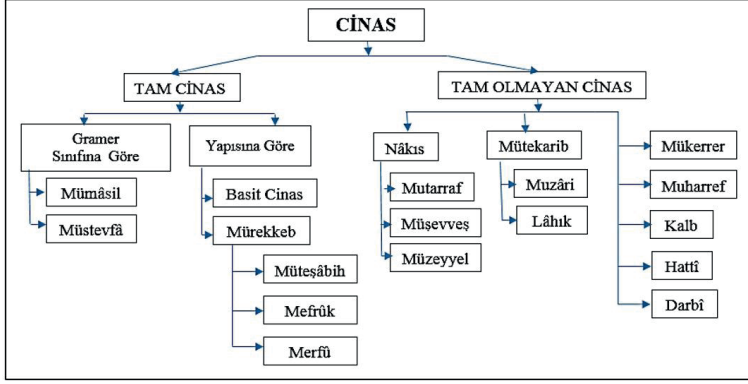 CİNAS
TAM CİNAS
TAM OLMAYAN CİNAS
Gramer
Sınıfına Göre
Yapısına Göre
Mümâsil
Müstevfâ
Basit Cinas
Mürekkeb
Müteşâbih
Mefrûk
Merfû
Nâkıs
Mutarraf
Müşevveş
Müzeyyel
Mütekarib
Muzâri
Lâhık
Mükerrer
Muharref
Kalb
Hattî
Darbî